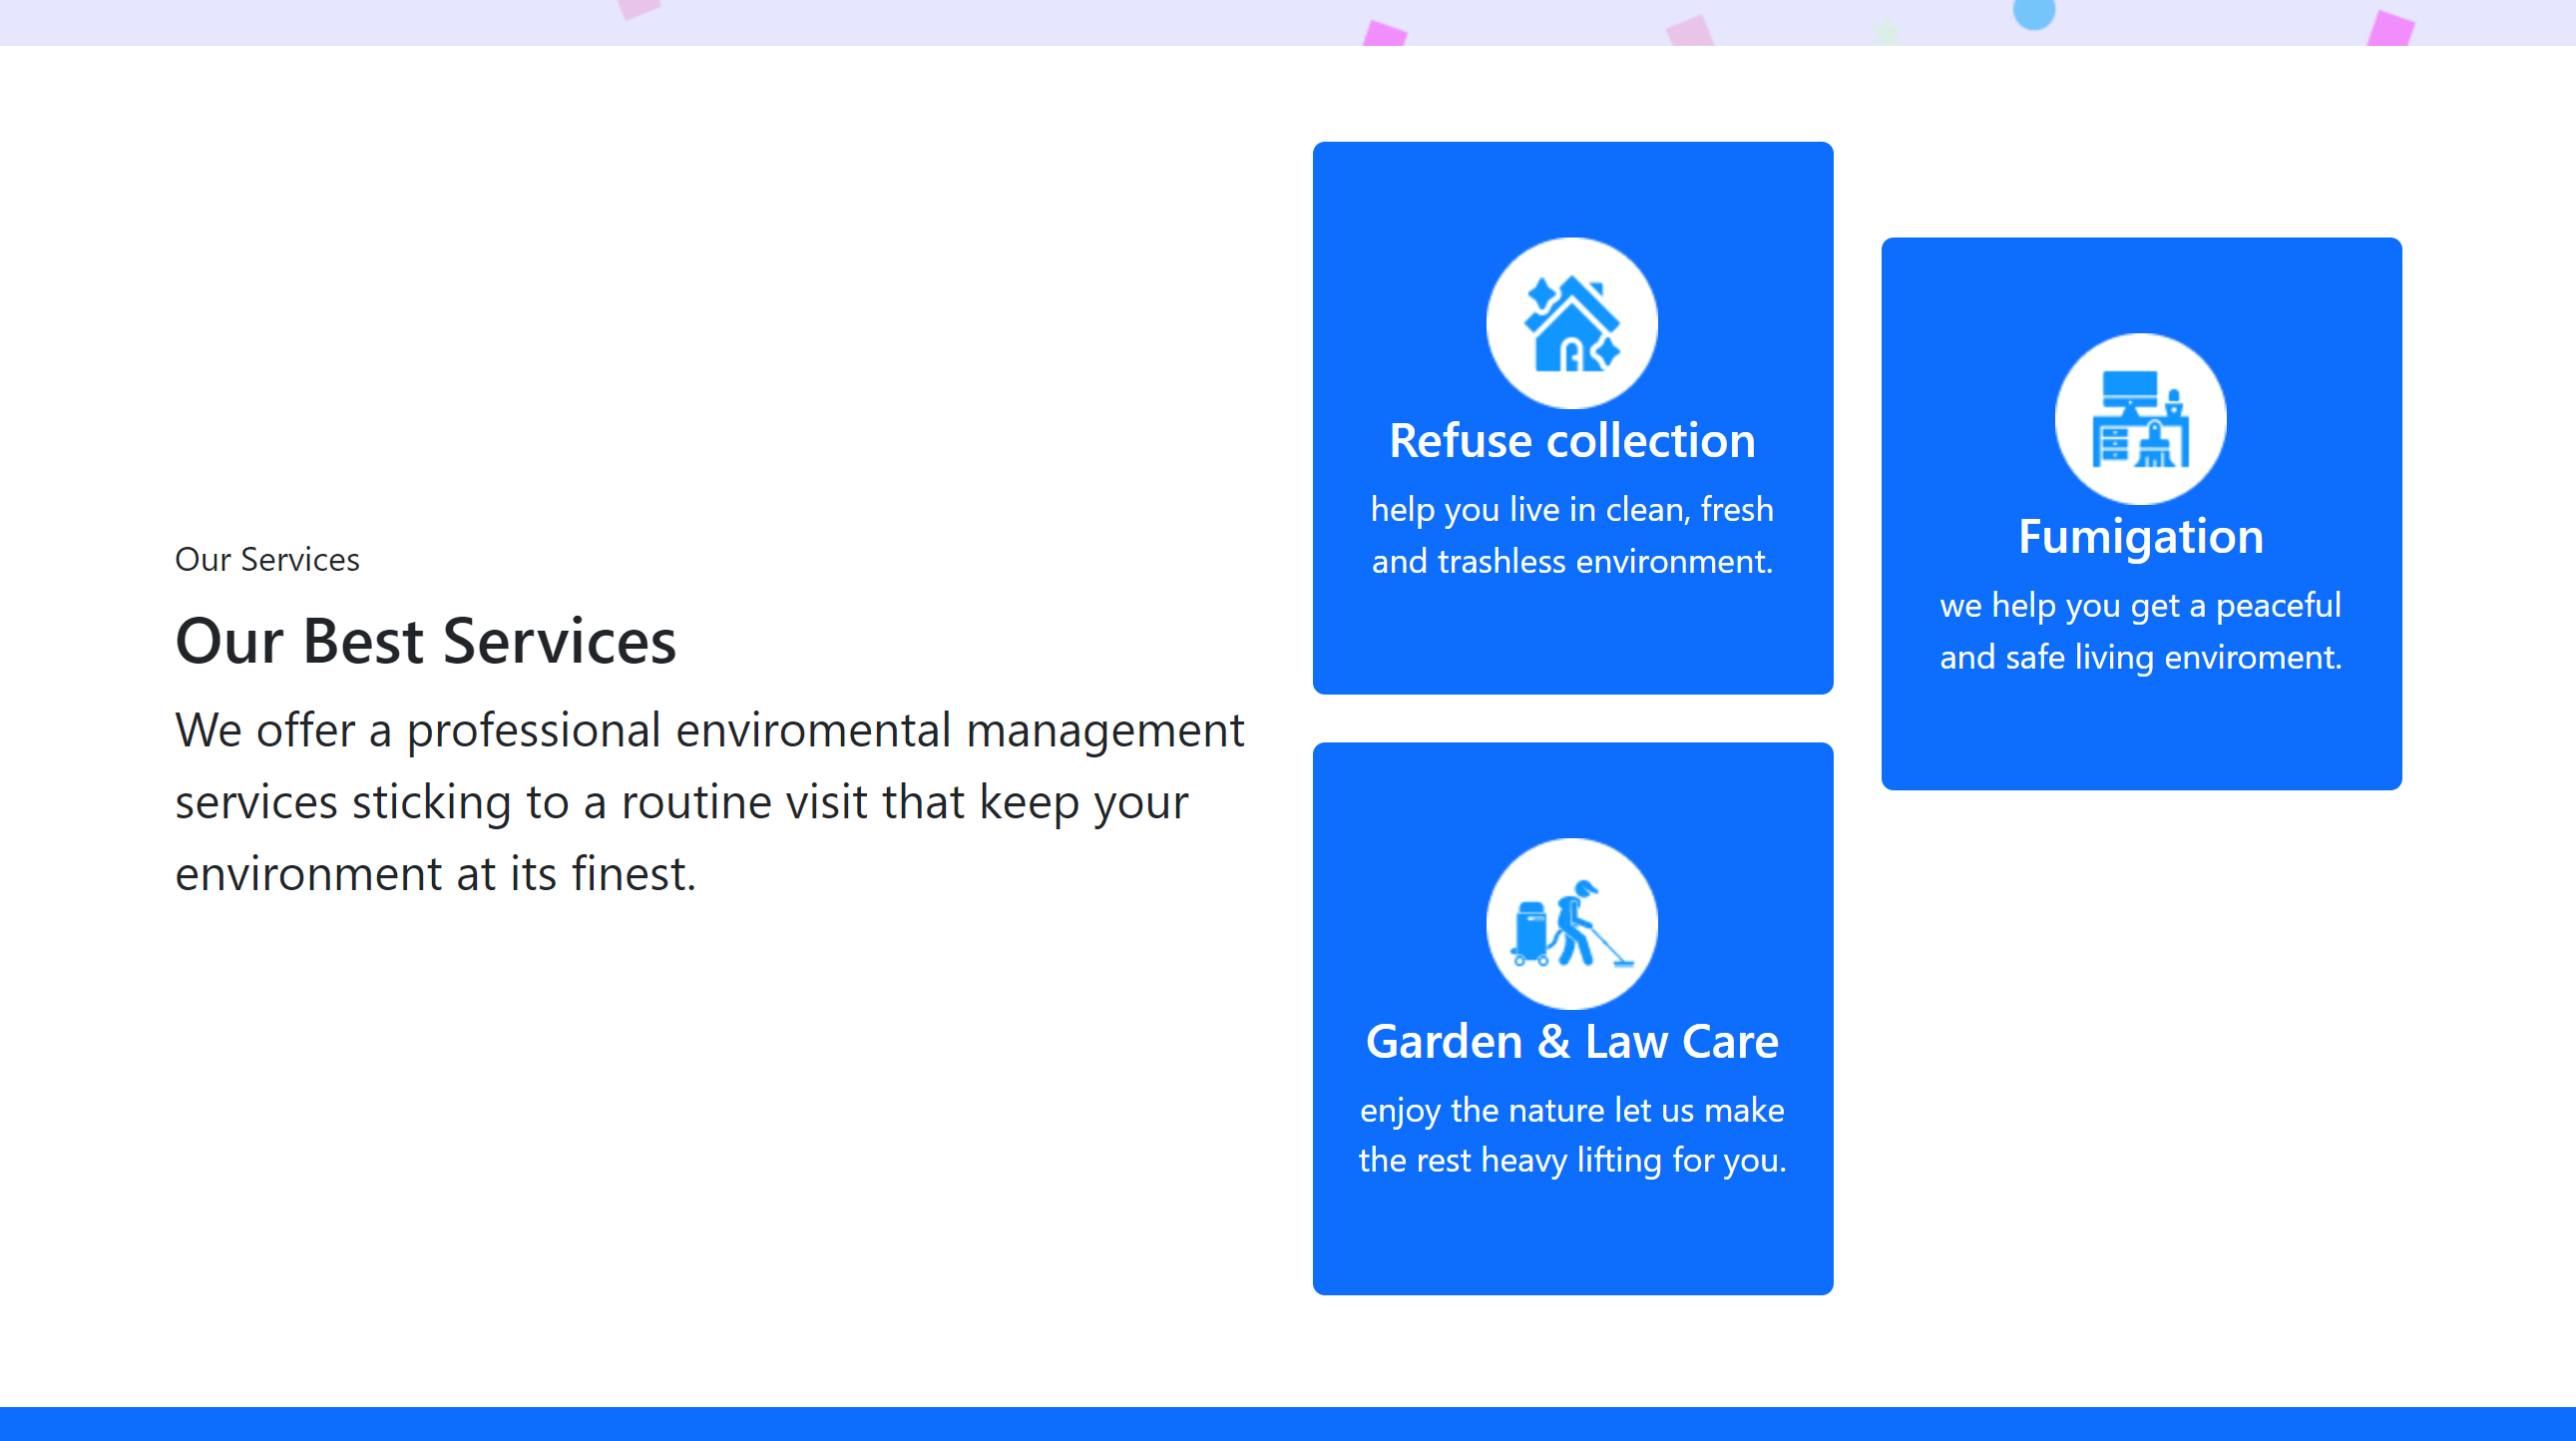 Our Services
Our Best Services
We offer a professional enviromental management
services sticking to a routine visit that keep your
environment at its finest.
Refuse collection
help you live in clean, fresh
and trashless environment.
Fumigation
we help you get a peaceful
and safe living enviroment.
Garden & Law Care
enjoy the nature let us make
the rest heavy lifting for you.